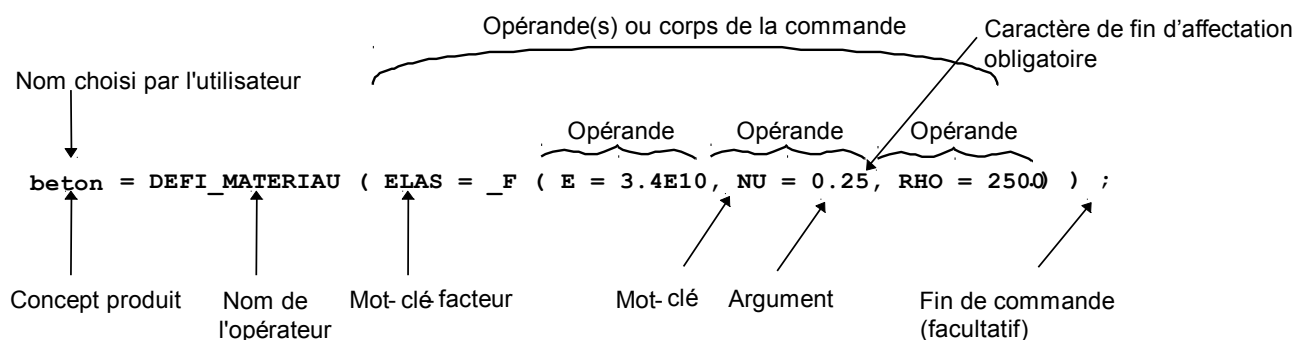 Opérande(s) ou corps de la commande
Caractère de fin d'affectation
obligatoire
Nom choisi par l'utilisateur
Opérande Opérande Opérande
beton = DEFI_MATERIAU ( ELAS = _F ( E = 3.4E10, NU = 0.25, RHO = 2500.) ) ;
Concept produit
Nom de
l'opérateur
Mot-clé-facteur
Mot-clé
Argument
Fin de commande
(facultatif)